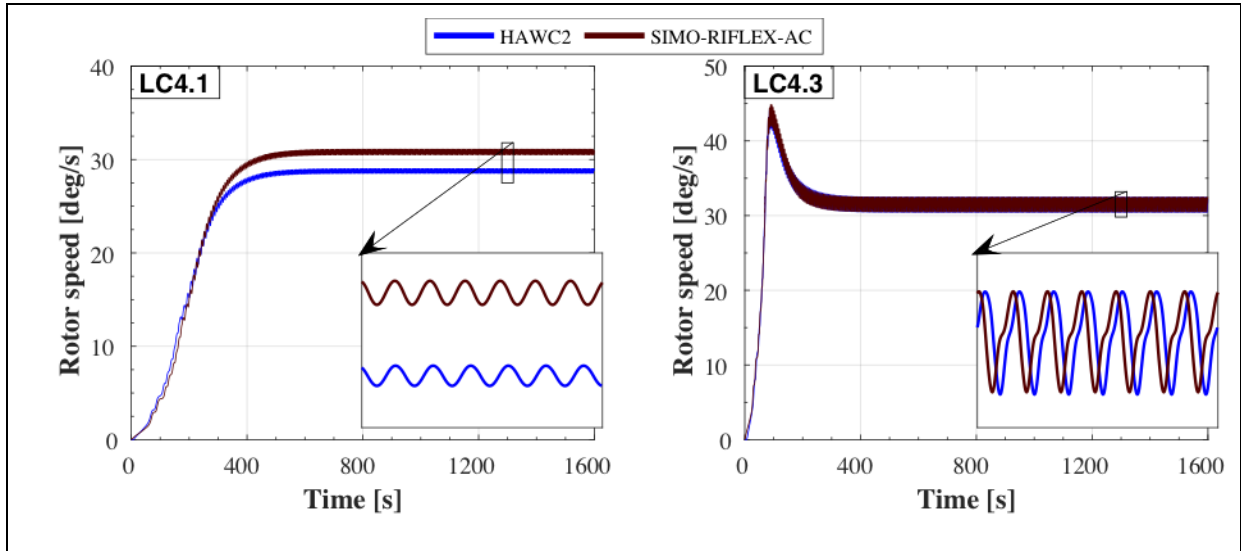 HAWC2 SIMO-RIFLEX-AC
LC4.1
Rotor speed [deg/s]
40
30
20
10
0
0 400 800 1200 1600
Time [s]
LC4.3
Rotor speed [deg/s]
50
40
30
20
10
0
0 400 800 1200 1600
Time [s]